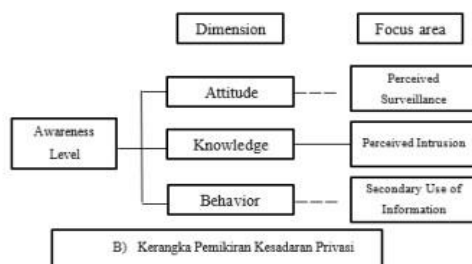 Dimension
Focus area
Attitude
Perceived
Surveillance
Awareness
Level
Knowledge
Perceived Intrusion
Behavior
Secondary Use of
Information
B) Kerangka Pemikiran Kesadaran Privasi